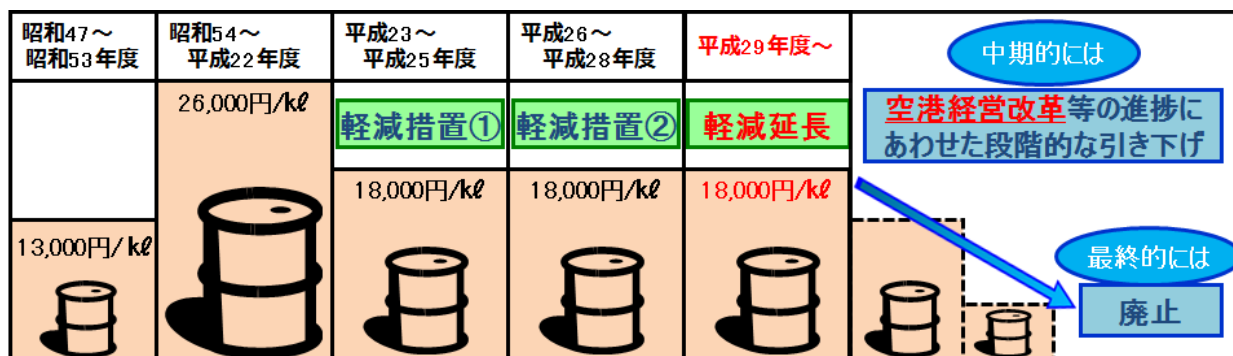 昭和47～
昭和53年度
昭和54～
平成22年度
平成23～
平成25年度
平成26～
平成28年度
平成29年度～
13,000円/kℓ
26,000円/kℓ
軽減措置①
18,000円/kℓ
軽減措置②
18,000円/kℓ
軽減延長
18,000円/kℓ
中期的には
空港経営改革等の進捗に
あわせた段階的な引き下げ
最終的には
廃止